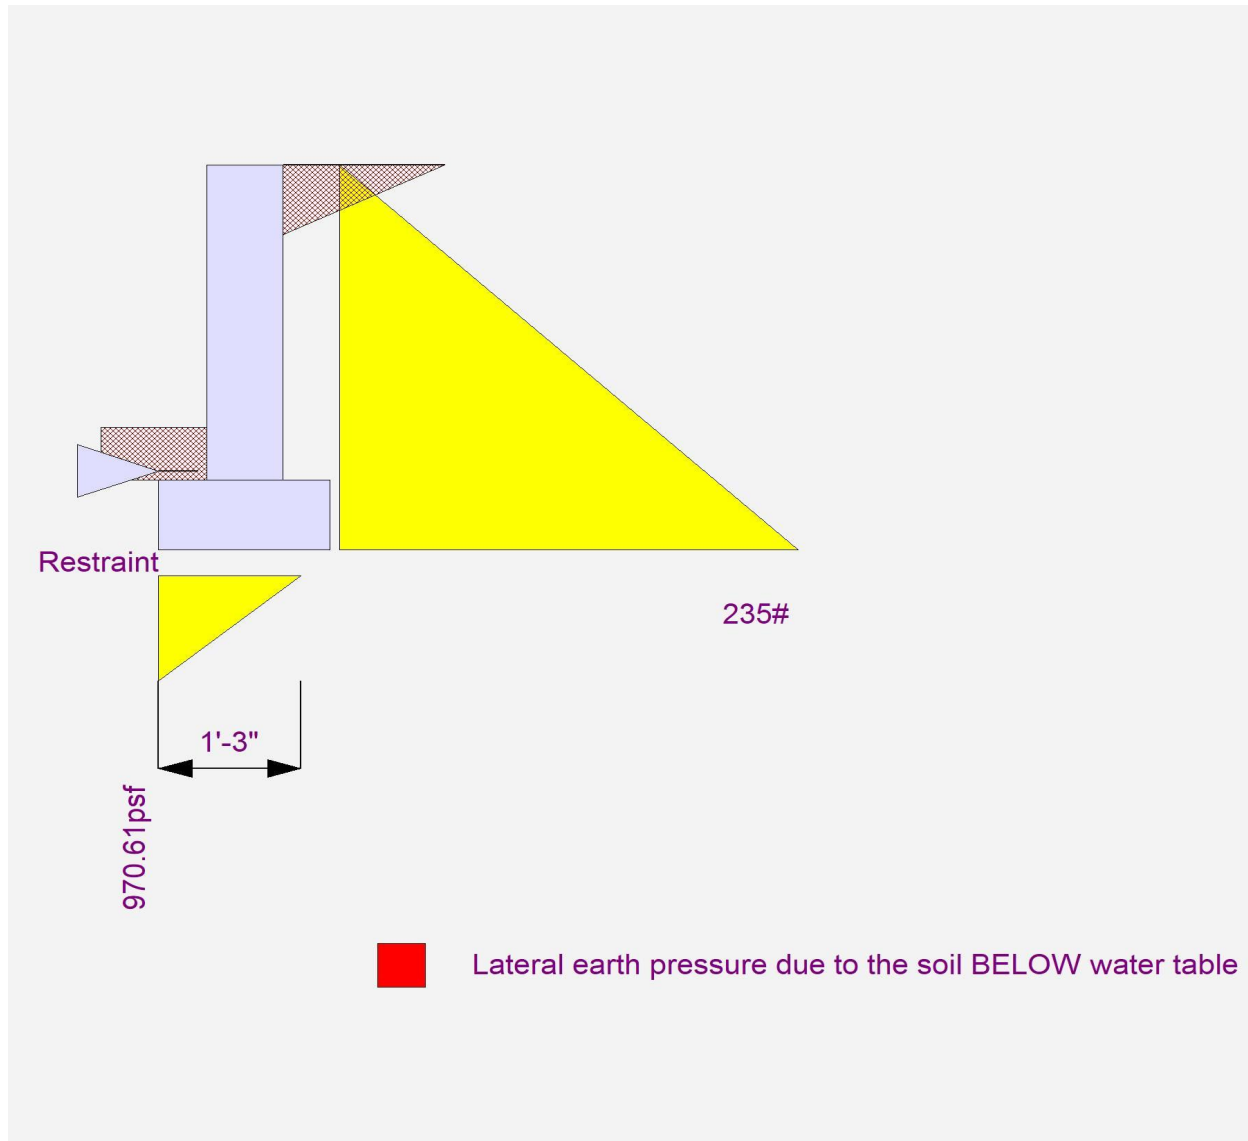 Restraint
235#
1'-3"
970.61psf
Lateral earth pressure due to the soil BELOW water table